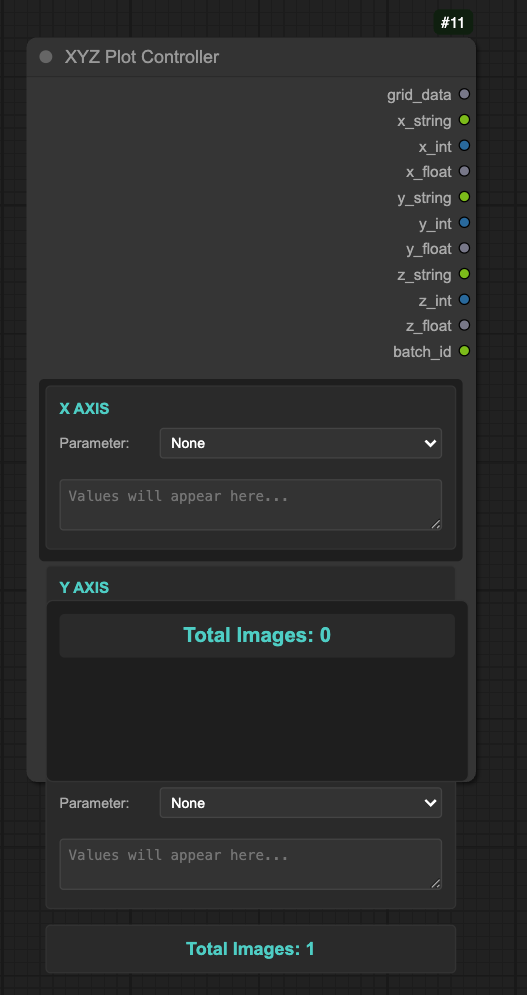 #11
XYZ Plot Controller
grid_data
x_string
x_int
x_float
y_string
y_int
y_float
z_string
z_int
z_float
batch_id
X AXIS
Parameter: None
Values will appear here...
Y AXIS
Total Images: 0
Parameter: None
Values will appear here...
Total Images: 1